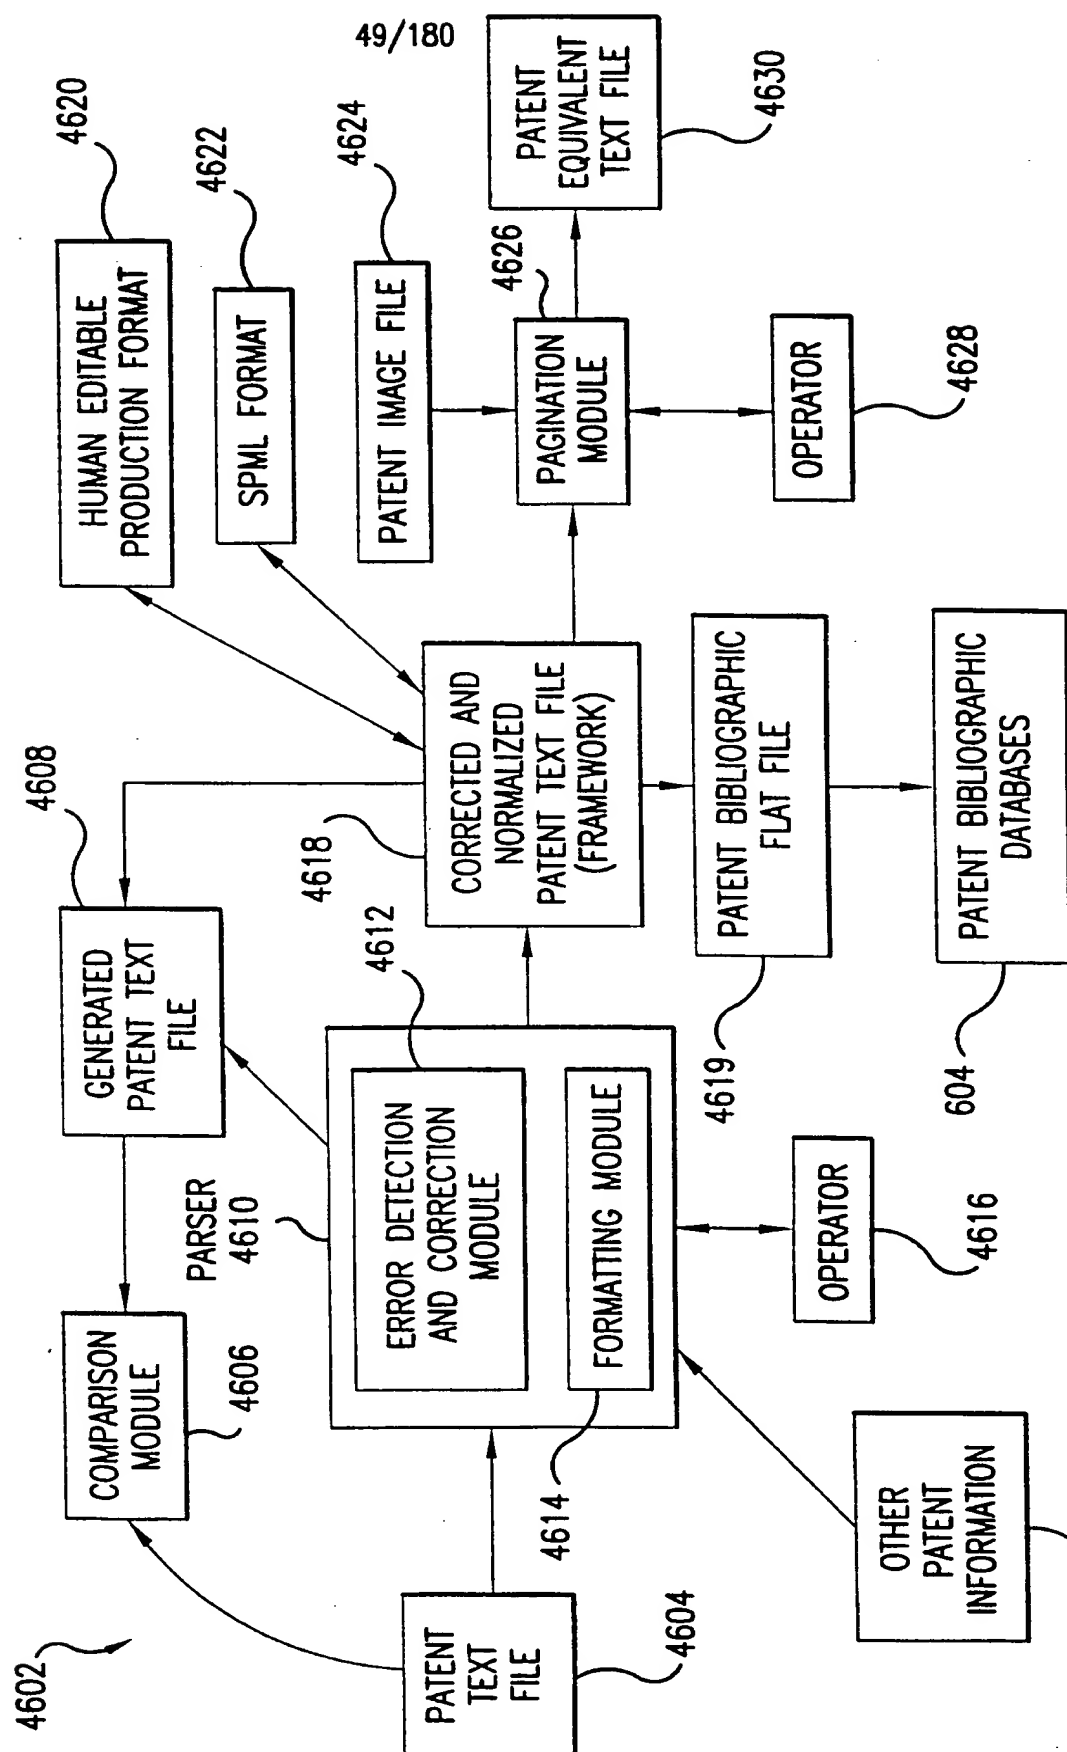 49/180
4602
PATENT
TEXT
FILE
4604
COMPARISON
MODULE
4606
GENERATED
PATENT TEXT
FILE
4608
PARSER
4610
ERROR DETECTION
AND CORRECTION
MODULE
4612
FORMATTING MODULE
4614
OTHER
PATENT
INFORMATION
OPERATOR
4616
4618
CORRECTED AND
NORMALIZED
PATENT TEXT FILE
(FRAMEWORK)
HUMAN EDITABLE
PRODUCTION FORMAT
4620
SPML FORMAT
4622
PATENT IMAGE FILE
4624
PAGINATION
MODULE
4626
PATENT
EQUIVALENT
TEXT FILE
4630
OPERATOR
4628
PATENT BIBLIOGRAPHIC
FLAT FILE
4619
PATENT BIBLIOGRAPHIC
DATABASES
604